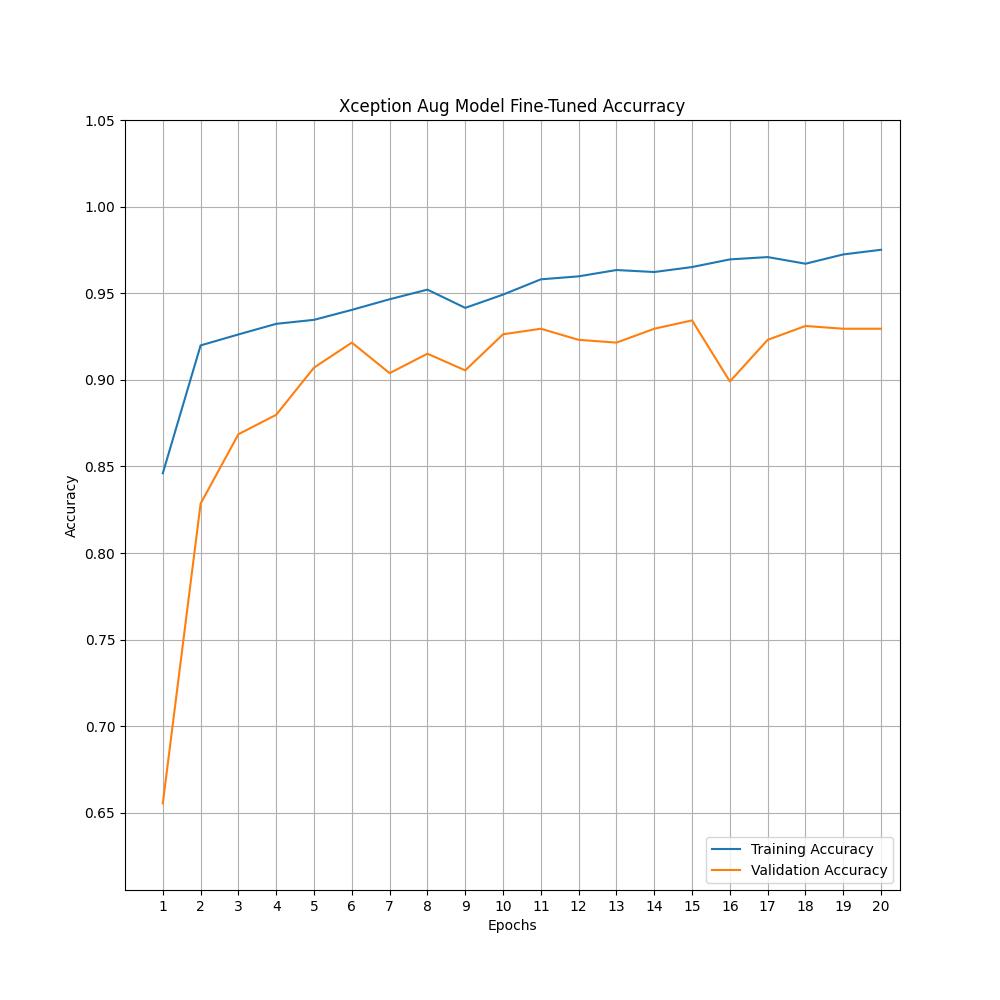 Xception Aug Model Fine-Tuned Accurracy
1.05
1.00
0.95
0.90
0.85
0.80
0.75
0.70
0.65
Accuracy
Training Accuracy
Validation Accuracy
1 2 3 4 5 6 7 8 9 10 11 12 13 14 15 16 17 18 19 20
Epochs